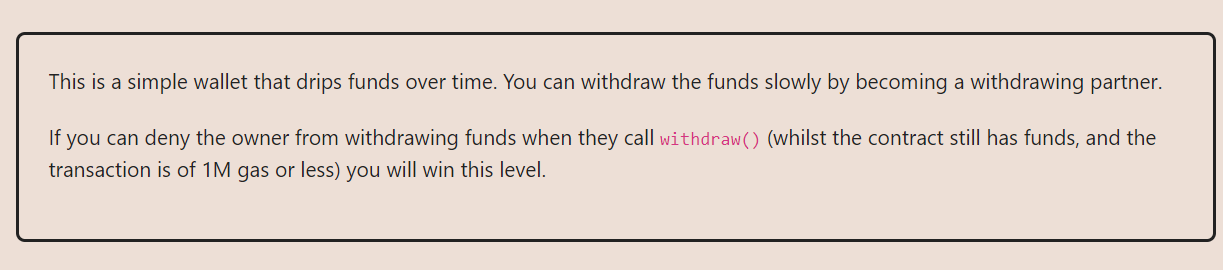 This is a simple wallet that drips funds over time. You can withdraw the funds slowly by becoming a withdrawing partner.
If you can deny the owner from withdrawing funds when they call withdraw() (whilst the contract still has funds, and the
transaction is of 1M gas or less) you will win this level.